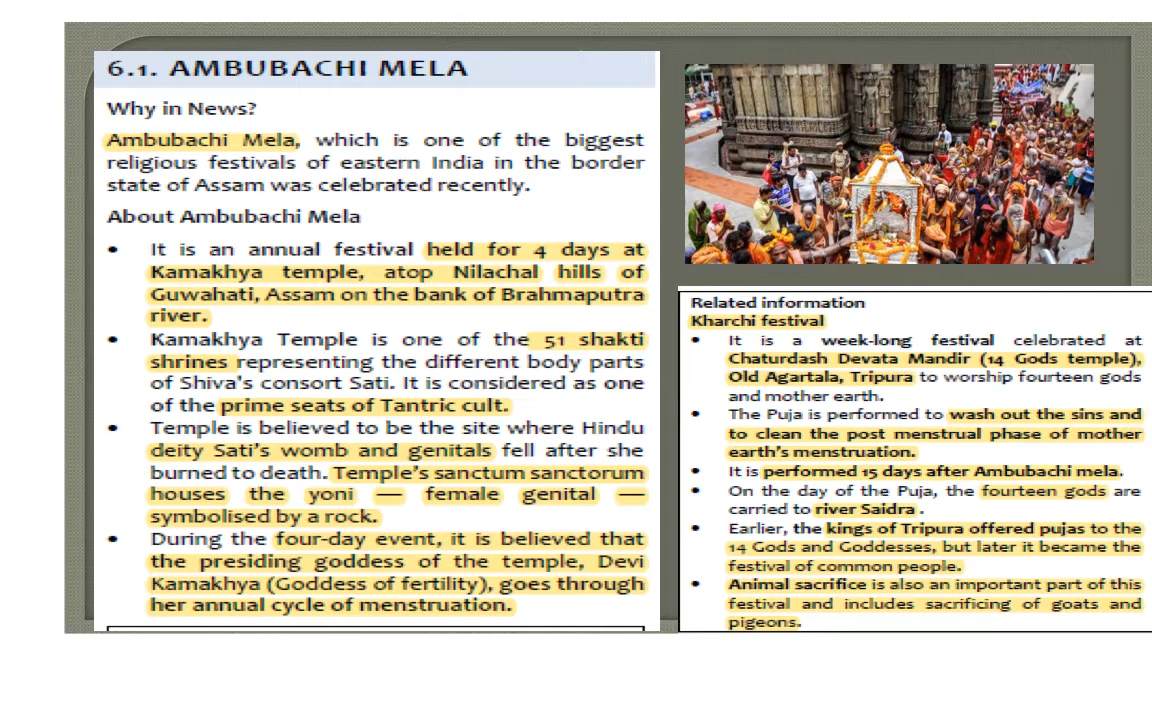 6.1. AMBUBACHI MELA
Why in News?
Ambubachi Mela, which is one of the biggest
religious festivals of eastern India in the border
state of Assam was celebrated recently.
About Ambubachi Mela
• It is an annual festival held for 4 days at
Kamakhya temple, atop Nilachal hills of
Guwahati, Assam on the bank of Brahmaputra
river.
• Kamakhya Temple is one of the 51 shakti
shrines representing the different body parts
of Shiva's consort Sati. It is considered as one
of the prime seats of Tantric cult.
• Temple is believed to be the site where Hindu
deity Sati's womb and genitals fell after she
burned to death. Temple's sanctum sanctorum
houses the yoni — female genital —
symbolised by a rock.
• During the four-day event, it is believed that
the presiding goddess of the temple, Devi
Kamakhya (Goddess of fertility), goes through
her annual cycle of menstruation.
Related information
Kharchi festival
• It is a week-long festival celebrated at
Chaturdash Devata Mandir (14 Gods temple),
Old Agartala, Tripura to worship fourteen gods
and mother earth.
• The Puja is performed to wash out the sins and
to clean the post menstrual phase of mother
earth's menstruation.
• It is performed 15 days after Ambubachi mela.
• On the day of the Puja, the fourteen gods are
carried to river Saidra .
• Earlier, the kings of Tripura offered pujas to the
14 Gods and Goddesses, but later it became the
festival of common people.
• Animal sacrifice is also an important part of this
festival and includes sacrificing of goats and
pigeons.